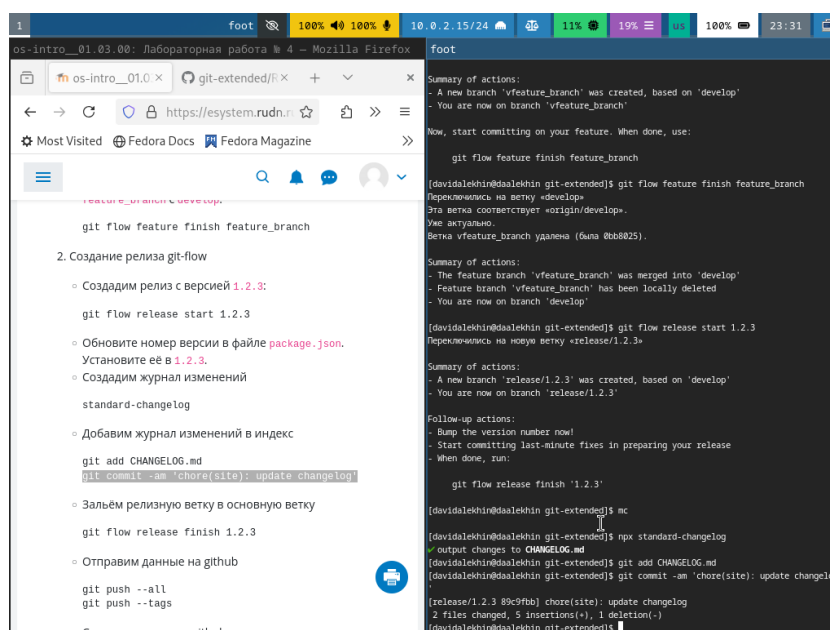 1
foot
100%
100%
10.0.2.15/24
11%
19%
us
100%
23:31
os-intro__01.03.00: Лабораторная работа № 4 — Mozilla Firefox
os-intro__01.0
git-extended/R
https://esystem.rudn.r
Most Visited
Fedora Docs
Fedora Magazine
feature_branch с develop.
git flow feature finish feature_branch
2. Создание релиза git-flow
Создадим релиз с версией 1.2.3:
git flow release start 1.2.3
Обновите номер версии в файле package.json.
Установите её в 1.2.3.
Создадим журнал изменений
standard-changelog
Добавим журнал изменений в индекс
git add CHANGELOG.md
git commit -am 'chore(site): update changelog'
Зальём релизную ветку в основную ветку
git flow release finish 1.2.3
Отправим данные на github
git push --all
git push --tags
foot
Summary of actions:
- A new branch 'vfeature_branch' was created, based on 'develop'
- You are now on branch 'vfeature_branch'
Now, start committing on your feature. When done, use:
git flow feature finish feature_branch
[davidalekhin@daalekhin git-extended]$ git flow feature finish feature_branch
Переключились на ветку «develop»
Эта ветка соответствует «origin/develop».
Уже актуально.
Ветка vfeature_branch удалена (была 0bb8025).
Summary of actions:
- The feature branch 'vfeature_branch' was merged into 'develop'
- Feature branch 'vfeature_branch' has been locally deleted
- You are now on branch 'develop'
[davidalekhin@daalekhin git-extended]$ git flow release start 1.2.3
Переключились на новую ветку «release/1.2.3»
Summary of actions:
- A new branch 'release/1.2.3' was created, based on 'develop'
- You are now on branch 'release/1.2.3'
Follow-up actions:
- Bump the version number now!
- Start committing last-minute fixes in preparing your release
- When done, run:
git flow release finish '1.2.3'
[davidalekhin@daalekhin git-extended]$ mc
[davidalekhin@daalekhin git-extended]$ npx standard-changelog
✔ output changes to CHANGELOG.md
[davidalekhin@daalekhin git-extended]$ git add CHANGELOG.md
[davidalekhin@daalekhin git-extended]$ git commit -am 'chore(site): update changelo
'
[release/1.2.3 89c9fbb] chore(site): update changelog
2 files changed, 5 insertions(+), 1 deletion(-)
[davidalekhin@daalekhin git-extended]$